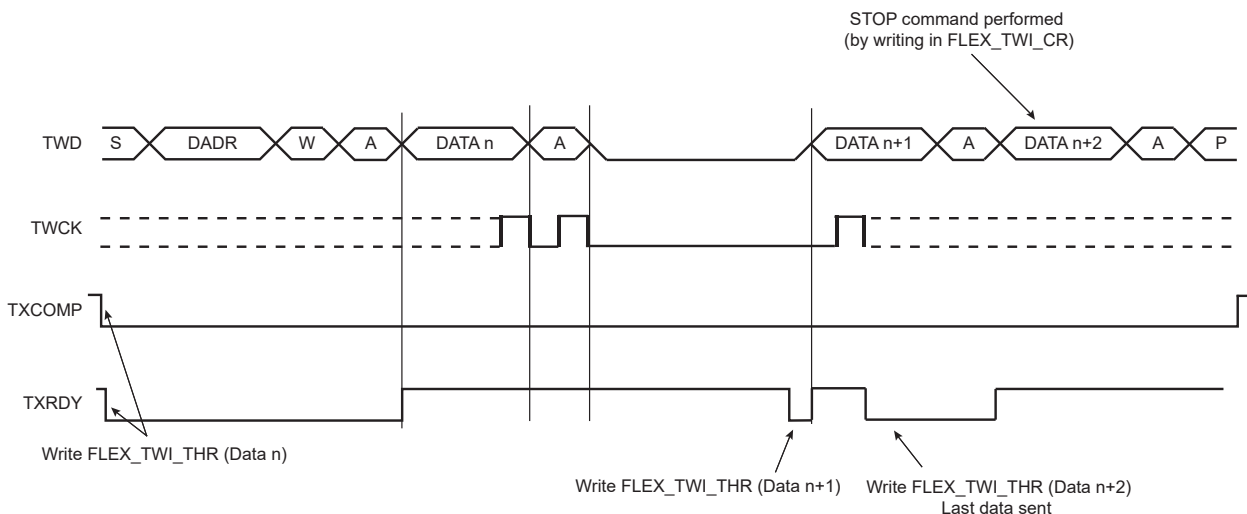 STOP command performed
(by writing in FLEX_TWI_CR)
TWD S DADR W A DATA n A DATA n+1 A DATA n+2 A P
TWCK
TXCOMP
TXRDY
Write FLEX_TWI_THR (Data n)
Write FLEX_TWI_THR (Data n+1) Write FLEX_TWI_THR (Data n+2)
Last data sent